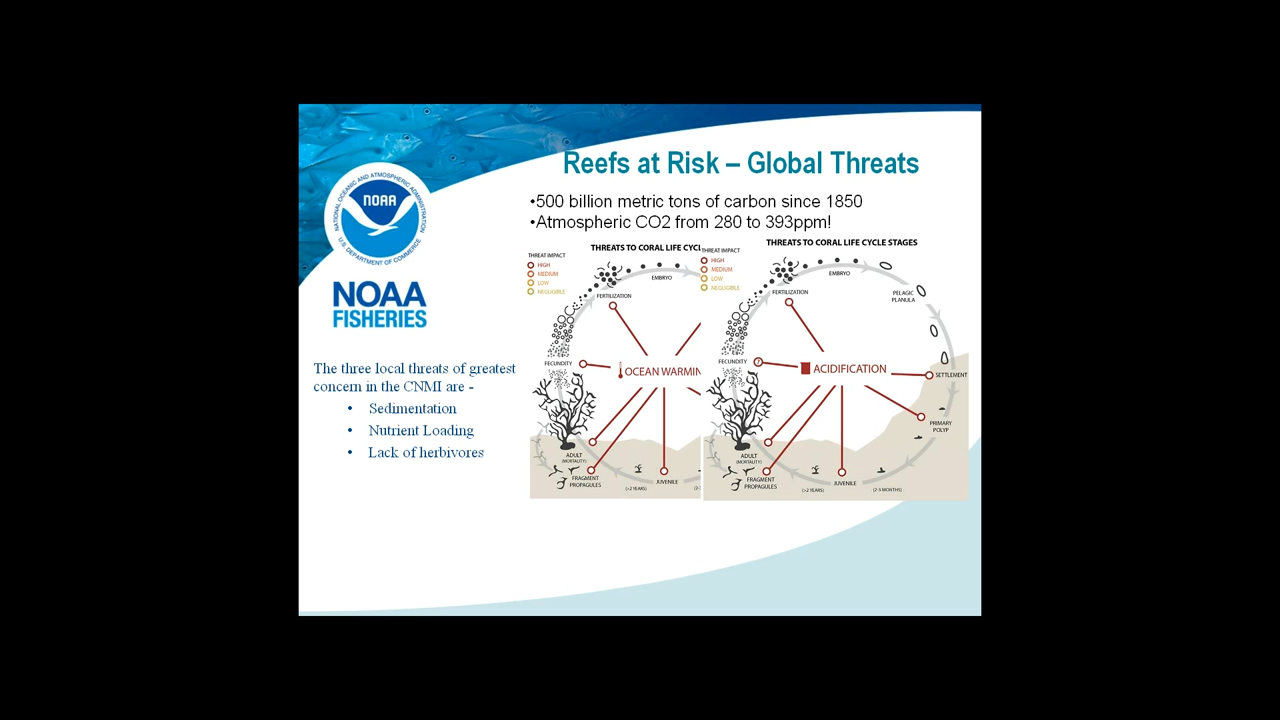 Reefs at Risk – Global Threats
•500 billion metric tons of carbon since 1850
•Atmospheric CO2 from 280 to 393ppm!
NATIONAL OCEANIC AND ATMOSPHERIC ADMINISTRATION
U.S. DEPARTMENT OF COMMERCE
NOAA
NOAA
FISHERIES
The three local threats of greatest
concern in the CNMI are -
• Sedimentation
• Nutrient Loading
• Lack of herbivores
THREATS TO CORAL LIFE CYCL
THREAT IMPACT
HIGH
MEDIUM
LOW
NEGLIGIBLE
EMBRYO
FERTILIZATION
FECUNDITY
OCEAN WARMIN
ADULT
(MORTALITY)
FRAGMENT
PROPAGULES
(>2 YEARS)
JUVENILE
THREATS TO CORAL LIFE CYCLE STAGES
THREAT IMPACT
HIGH
MEDIUM
LOW
NEGLIGIBLE
EMBRYO
FERTILIZATION
PELAGIC
PLANULA
FECUNDITY
?
ACIDIFICATION
SETTLEMENT
PRIMARY
POLYP
ADULT
(MORTALITY)
FRAGMENT
PROPAGULES
(>2 YEARS)
JUVENILE
(2-3 MONTHS)